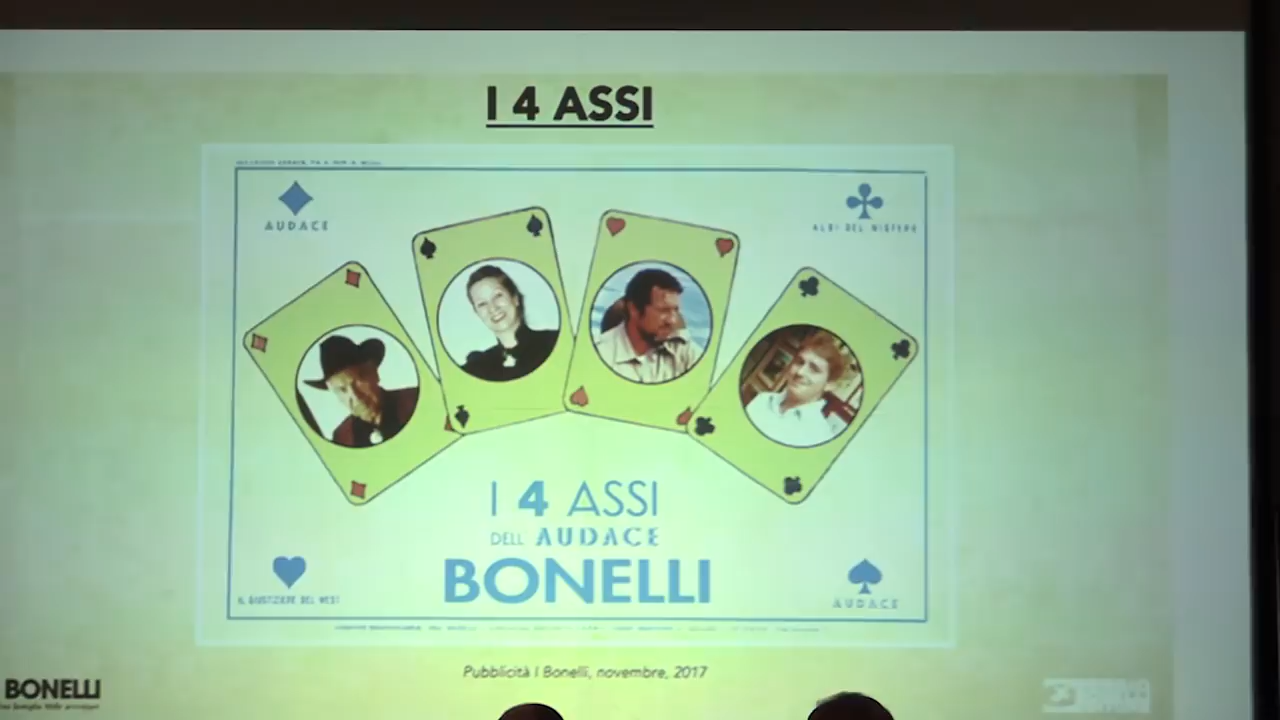 I 4 ASSI
AUDACE
ALBI DEL MISTERO
I 4 ASSI
DELL AUDACE
BONELLI
IL GIUSTIZIERE DEL WEST
AUDACE
Pubblicità I Bonelli, novembre, 2017
BONELLI